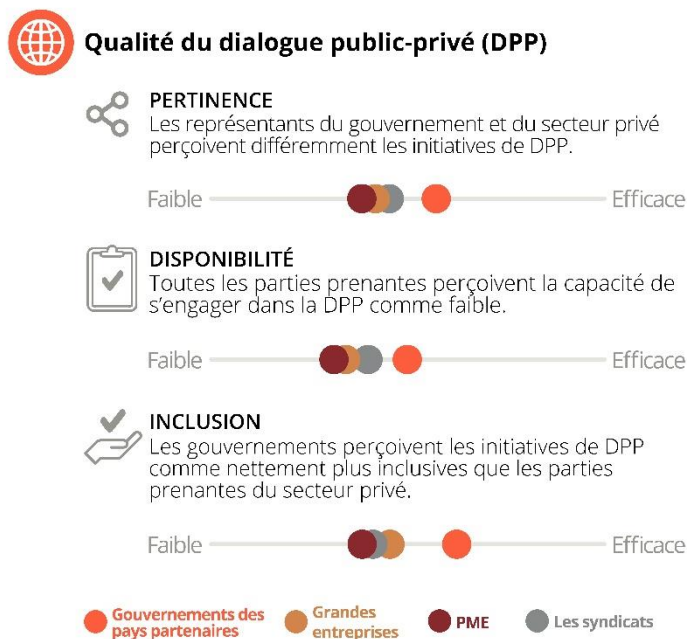 Qualité du dialogue public-privé (DPP)
PERTINENCE
Les représentants du gouvernement et du secteur privé
perçoivent différemment les initiatives de DPP.
Faible
Efficace
DISPONIBILITÉ
Toutes les parties prenantes perçoivent la capacité de
s'engager dans la DPP comme faible.
Faible
Efficace
INCLUSION
Les gouvernements perçoivent les initiatives de DPP
comme nettement plus inclusives que les parties
prenantes du secteur privé.
Faible
Efficace
Gouvernements des
pays partenaires
Grandes
entreprises
PME
Les syndicats